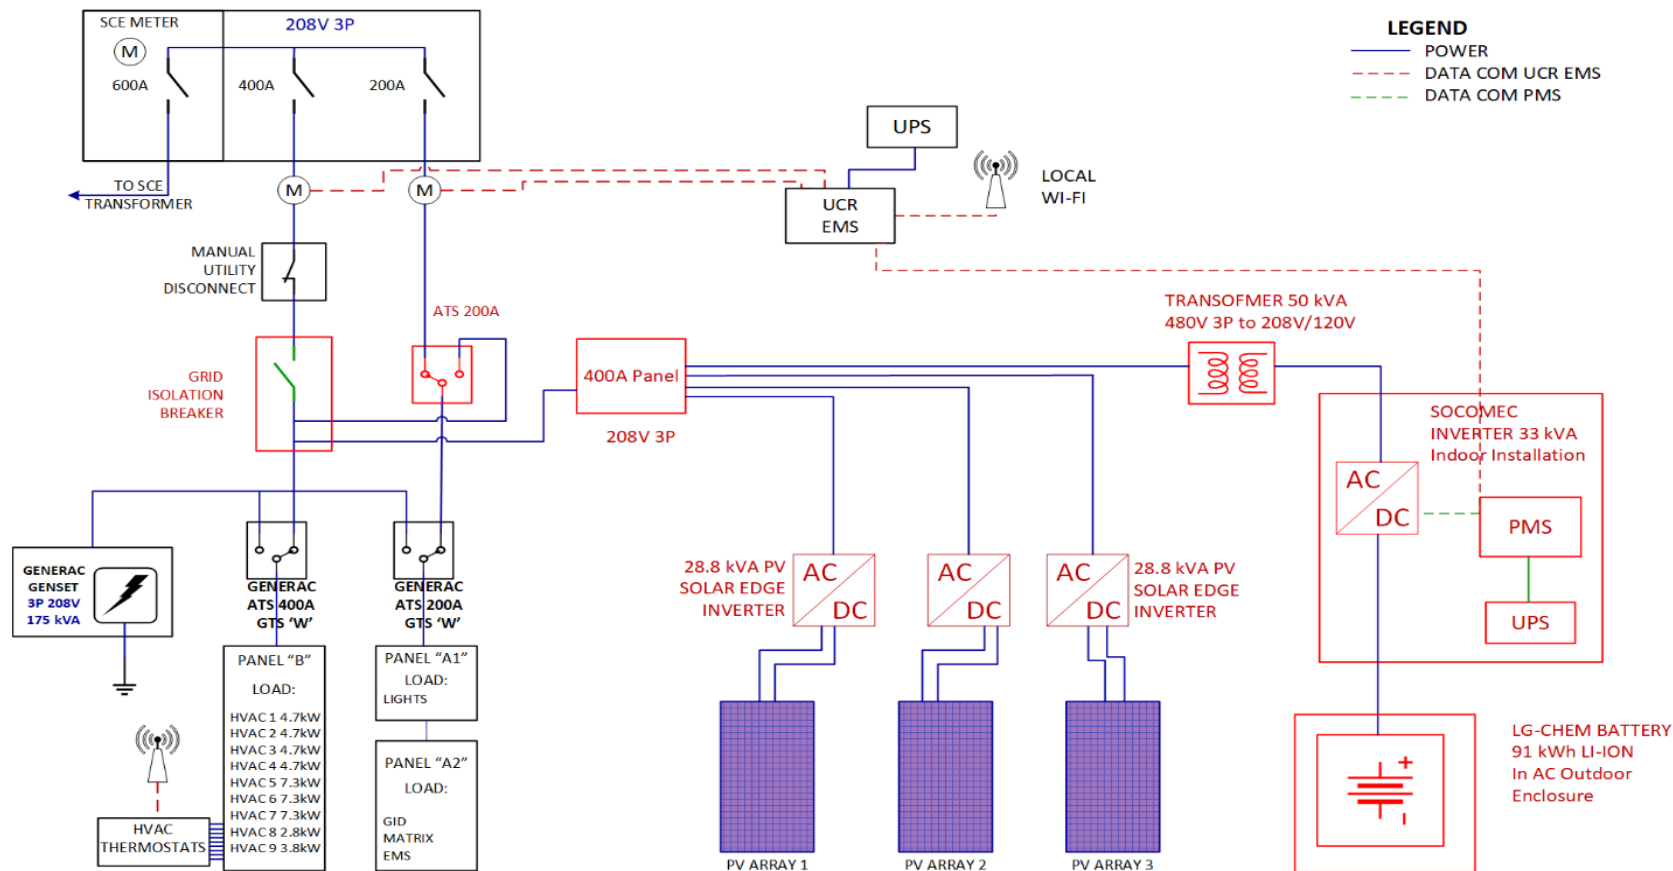 SCE METER
208V 3P
M
600A
400A
200A
TO SCE
TRANSFORMER
M
M
LEGEND
POWER
DATA COM UCR EMS
DATA COM PMS
UPS
LOCAL
WI-FI
UCR
EMS
MANUAL
UTILITY
DISCONNECT
ATS 200A
GRID
ISOLATION
BREAKER
400A Panel
208V 3P
TRANSOFMER 50 kVA
480V 3P to 208V/120V
SOCOMEC
INVERTER 33 kVA
Indoor Installation
AC
DC
PMS
UPS
GENERAC
GENSET
3P 208V
175 kVA
GENERAC
ATS 400A
GTS ‘W’
GENERAC
ATS 200A
GTS ‘W’
28.8 kVA PV
SOLAR EDGE
INVERTER
AC
DC
AC
DC
AC
DC
28.8 kVA PV
SOLAR EDGE
INVERTER
PANEL “B”
LOAD:
HVAC 1 4.7kW
HVAC 2 4.7kW
HVAC 3 4.7kW
HVAC 4 4.7kW
HVAC 5 7.3kW
HVAC 6 7.3kW
HVAC 7 7.3kW
HVAC 8 2.8kW
HVAC 9 3.8kW
PANEL “A1”
LOAD:
LIGHTS
PANEL “A2”
LOAD:
GID
MATRIX
EMS
HVAC
THERMOSTATS
PV ARRAY 1
PV ARRAY 2
PV ARRAY 3
LG-CHEM BATTERY
91 kWh LI-ION
In AC Outdoor
Enclosure